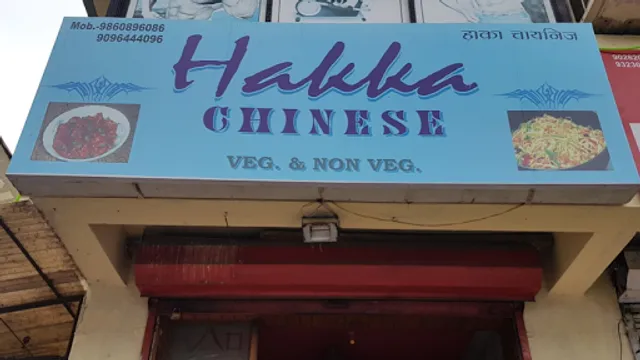 Mob.-9860896086
9096444096
हाका चायनिज
Hakka
CHINESE
VEG. & NON VEG.